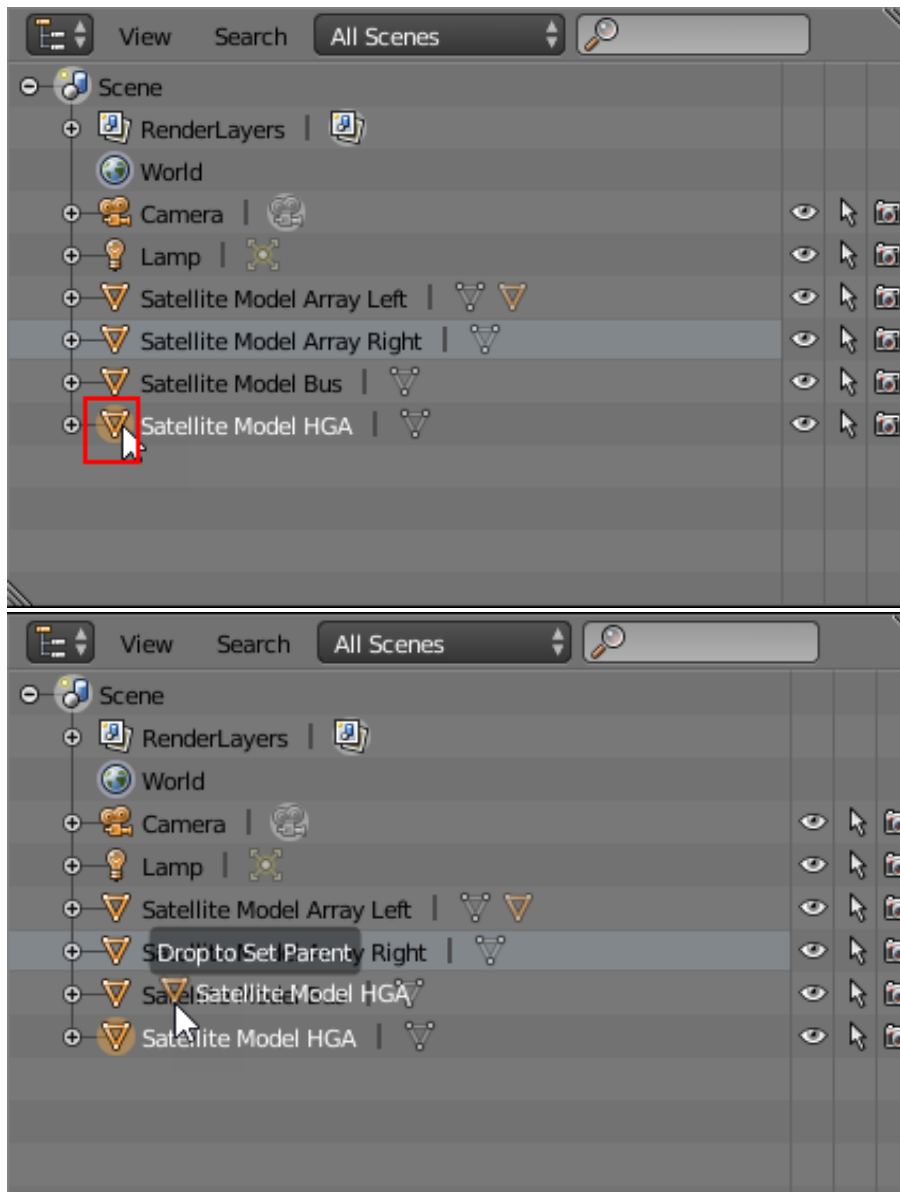 View Search All Scenes
Scene
RenderLayers
World
Camera
Lamp
Satellite Model Array Left
Satellite Model Array Right
Satellite Model Bus
Satellite Model HGA
View Search All Scenes
Scene
RenderLayers
World
Camera
Lamp
Satellite Model Array Left
Drop to Set Parent y Right
Satellite Model HGA
Satellite Model HGA